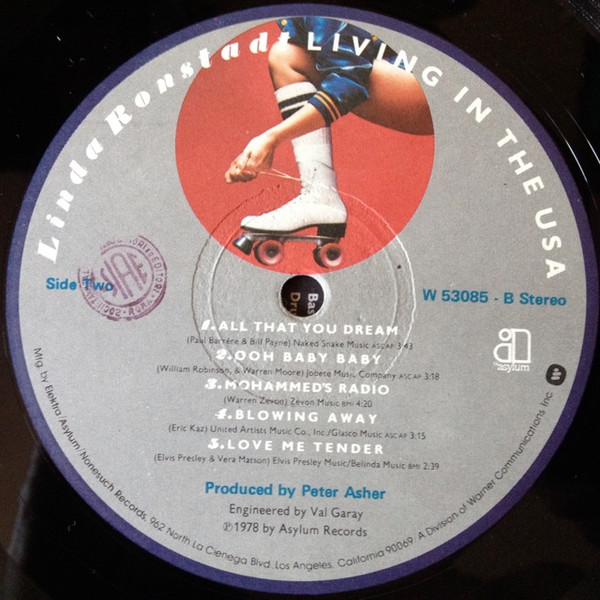 Linda Ronstadt LIVING IN THE USA
Side Two
SIAE
W 53085 - B Stereo
Bas
Dru
1. ALL THAT YOU DREAM
(Paul Barrére & Bill Payne) Naked Snake Music ASCAP 3:43
2. OOH BABY BABY
(William Robinson, & Warren Moore) Jobete Music Company ASCAP 3:18
3. MOHAMMED'S RADIO
(Warren Zevon) Zevon Music BMI 4:20
4. BLOWING AWAY
(Eric Kaz) United Artists Music Co., Inc./Glasco Music ASCAP 3:15
5. LOVE ME TENDER
(Elvis Presley & Vera Matson) Elvis Presley Music/Belinda Music BMI 2:39
asylum
Produced by Peter Asher
Engineered by Val Garay
℗1978 by Asylum Records
Mfg. by Elektra/Asylum/Nonesuch Records, 962 North La Cienega Blvd. Los Angeles, California 90069. A Division of Warner Communications Inc.